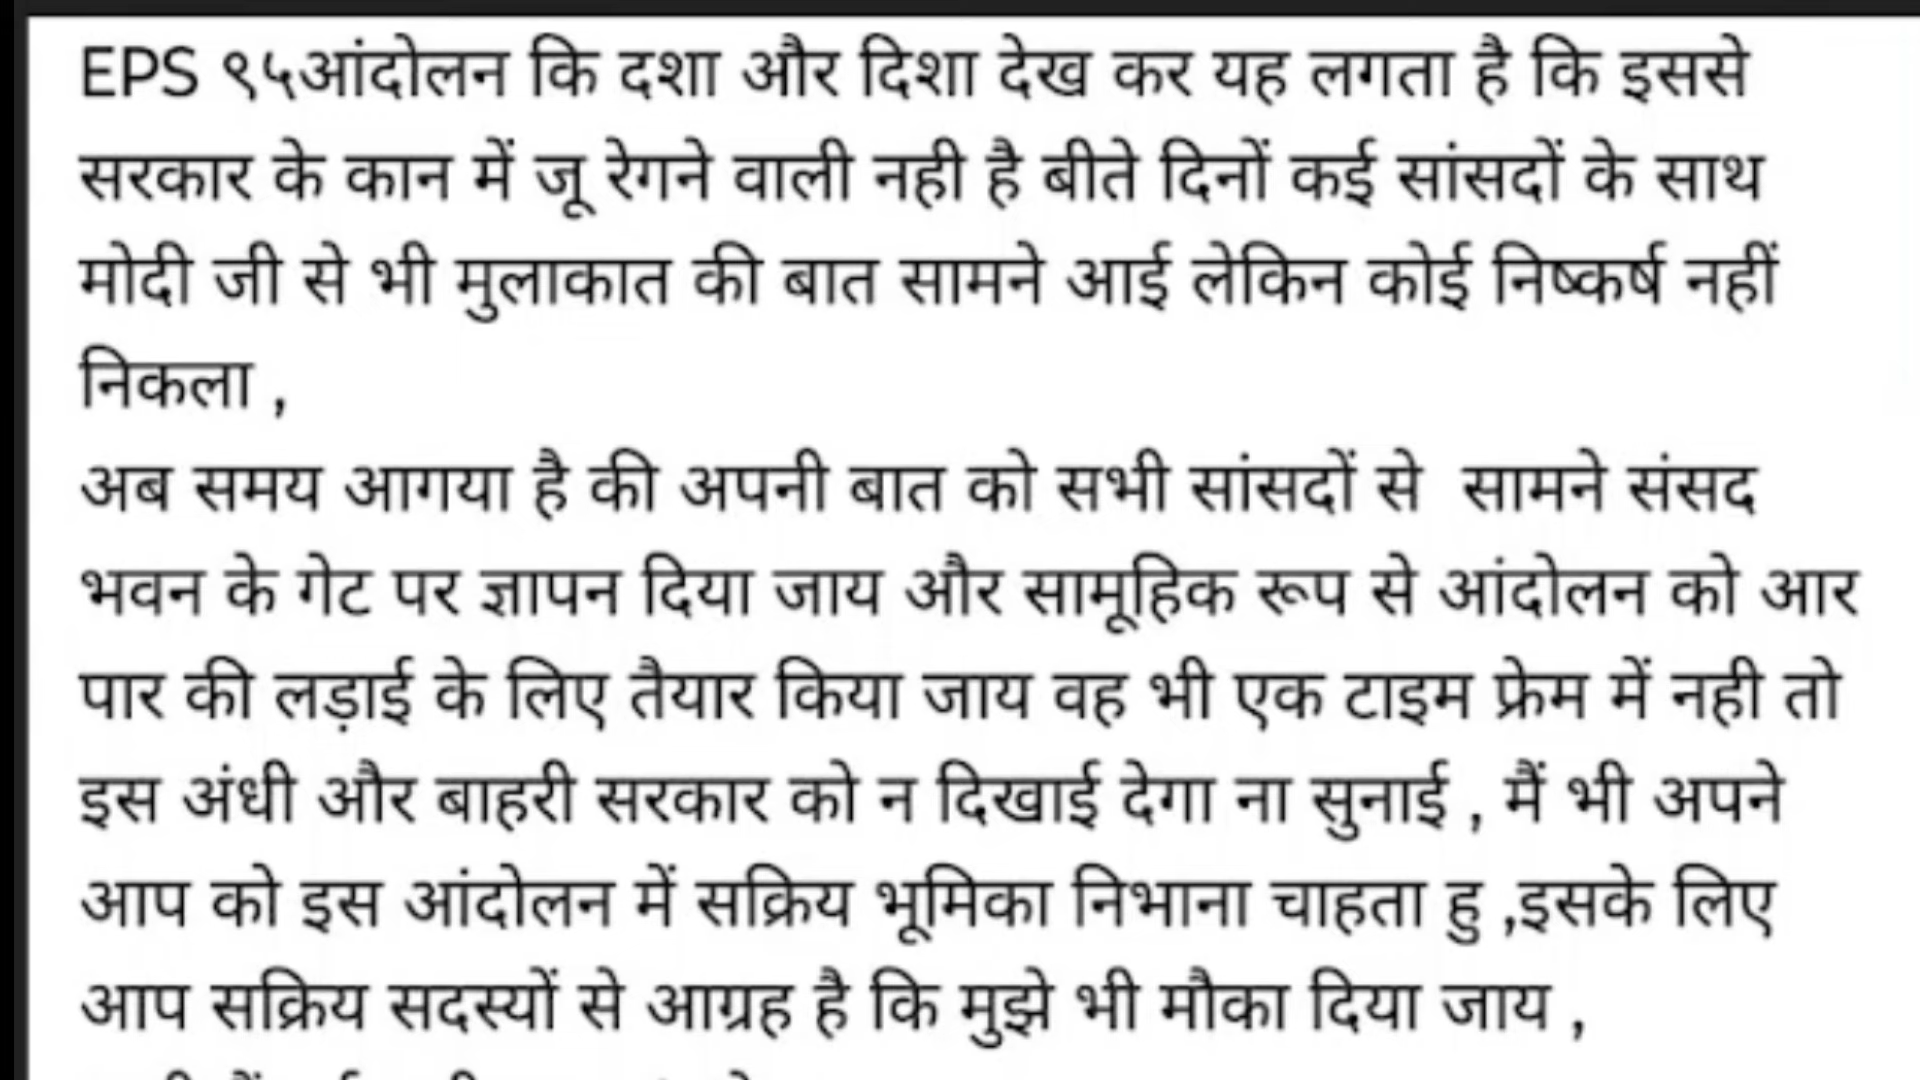 EPS ९५आंदोलन कि दशा और दिशा देख कर यह लगता है कि इससे
सरकार के कान में जू रेगने वाली नही है बीते दिनों कई सांसदों के साथ
मोदी जी से भी मुलाकात की बात सामने आई लेकिन कोई निष्कर्ष नहीं
निकला ,
अब समय आगया है की अपनी बात को सभी सांसदों से  सामने संसद
भवन के गेट पर ज्ञापन दिया जाय और सामूहिक रूप से आंदोलन को आर
पार की लड़ाई के लिए तैयार किया जाय वह भी एक टाइम फ्रेम में नही तो
इस अंधी और बाहरी सरकार को न दिखाई देगा ना सुनाई , मैं भी अपने
आप को इस आंदोलन में सक्रिय भूमिका निभाना चाहता हु ,इसके लिए
आप सक्रिय सदस्यों से आग्रह है कि मुझे भी मौका दिया जाय ,